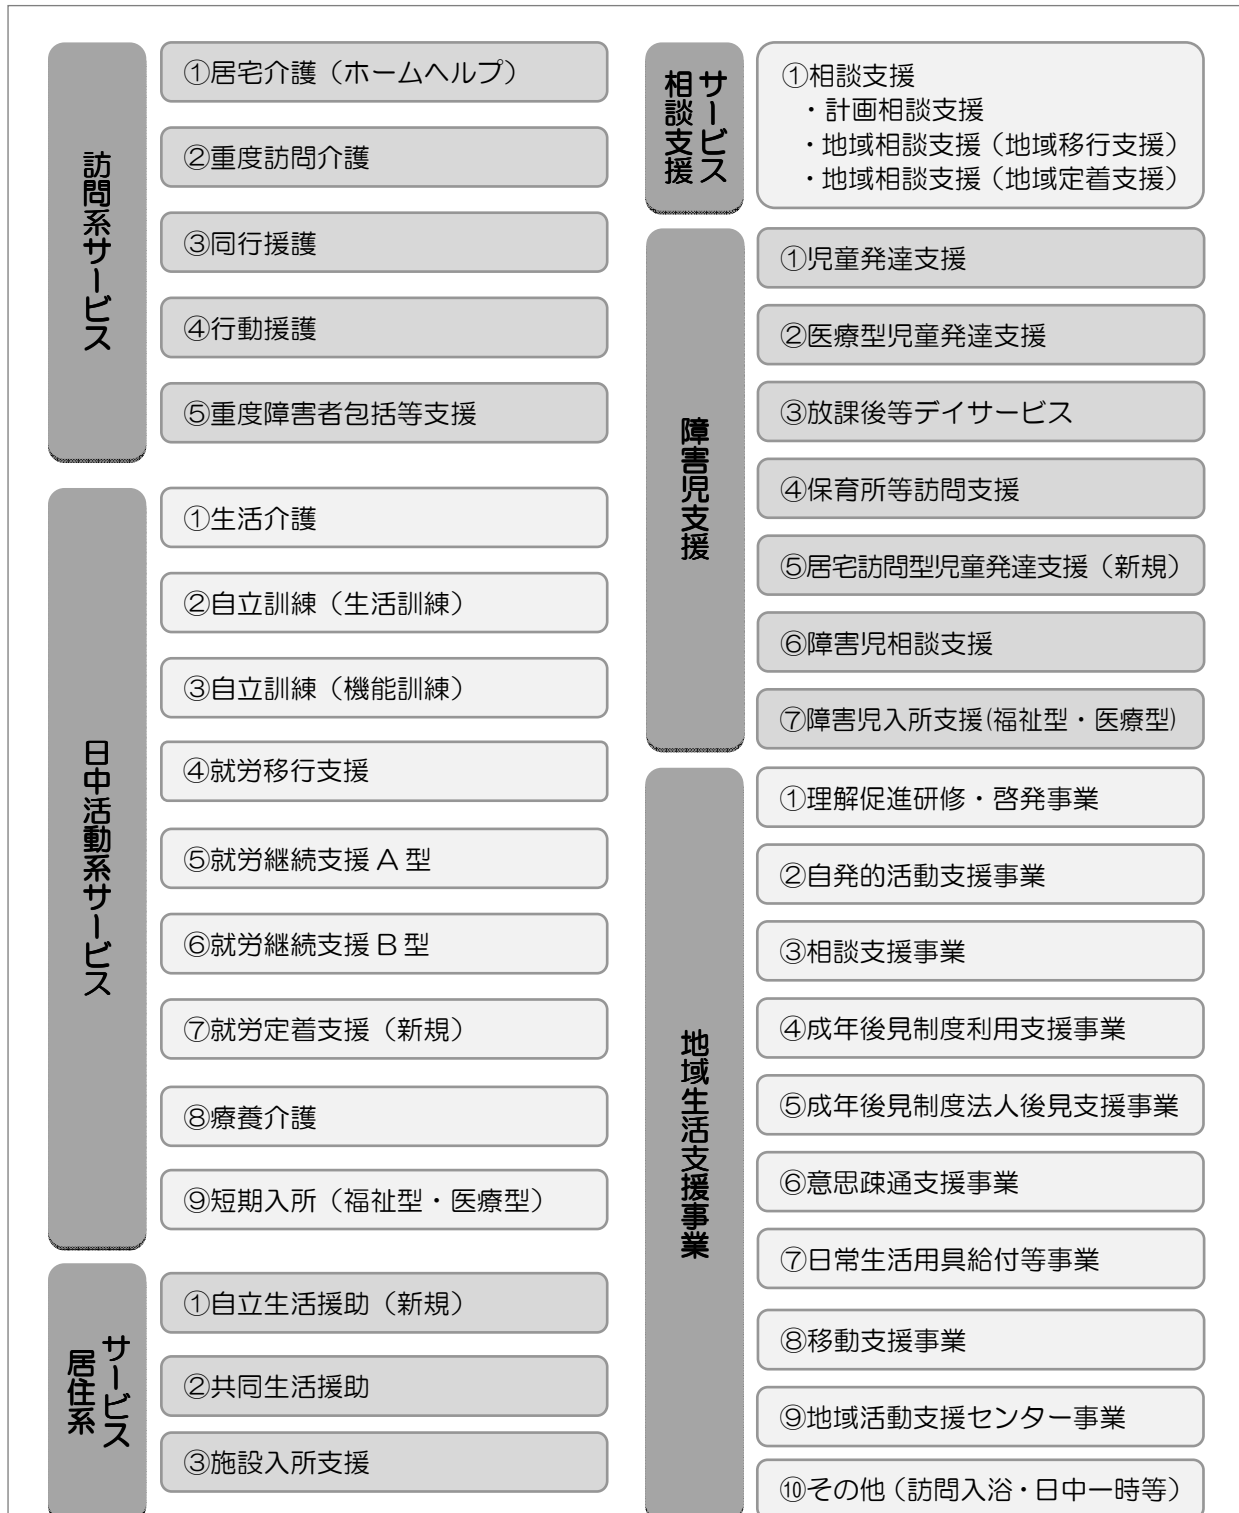 訪問系サービス
①居宅介護（ホームヘルプ）
②重度訪問介護
③同行援護
④行動援護
⑤重度障害者包括等支援
日中活動系サービス
①生活介護
②自立訓練（生活訓練）
③自立訓練（機能訓練）
④就労移行支援
⑤就労継続支援 A 型
⑥就労継続支援 B 型
⑦就労定着支援（新規）
⑧療養介護
⑨短期入所（福祉型・医療型）
サービス
居住系
①自立生活援助（新規）
②共同生活援助
③施設入所支援
サービス
相談支援
①相談支援
・計画相談支援
・地域相談支援（地域移行支援）
・地域相談支援（地域定着支援）
障害児支援
①児童発達支援
②医療型児童発達支援
③放課後等デイサービス
④保育所等訪問支援
⑤居宅訪問型児童発達支援（新規）
⑥障害児相談支援
⑦障害児入所支援(福祉型・医療型)
地域生活支援事業
①理解促進研修・啓発事業
②自発的活動支援事業
③相談支援事業
④成年後見制度利用支援事業
⑤成年後見制度法人後見支援事業
⑥意思疎通支援事業
⑦日常生活用具給付等事業
⑧移動支援事業
⑨地域活動支援センター事業
⑩その他（訪問入浴・日中一時等）